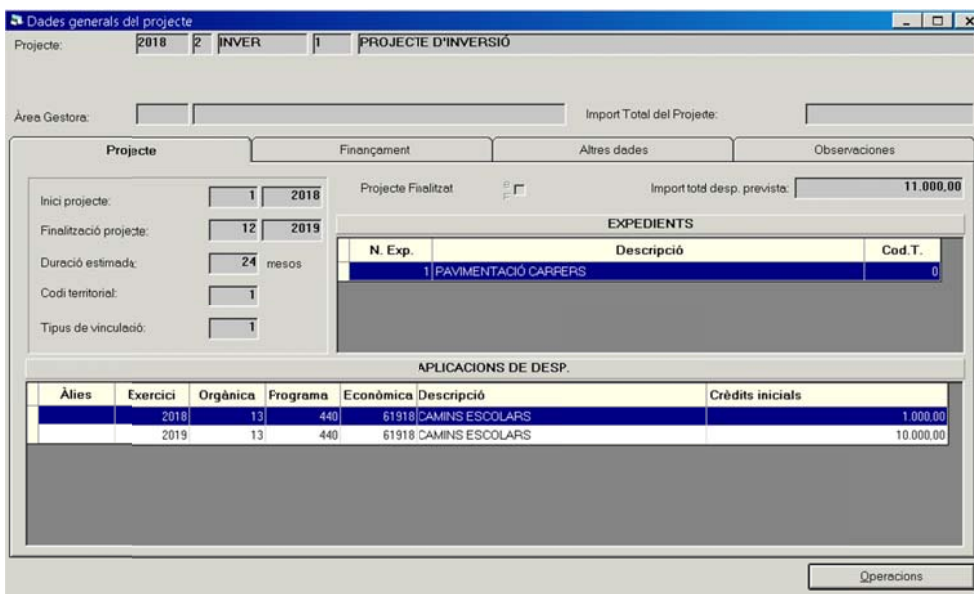 Dades generals del projecte
Projecte: 2018 2 INVER 1 PROJECTE D'INVERSIÓ
Àrea Gestora: Import Total del Projecte:
Projecte Finançament Altres dades Observaciones
Inici projecte: 1 2018
Finalització projecte: 12 2019
Duració estimada: 24 mesos
Codi territorial: 1
Tipus de vinculació: 1
Projecte Finalitzat Import total desp. prevista: 11.000,00
EXPEDIENTS
N. Exp. Descripció Cod.T.
1 PAVIMENTACIÓ CARRERS 0
APLICACIONS DE DESP.
Àlies Exercici Orgànica Programa Econòmica Descripció Crèdits inicials
2018 13 440 61918 CAMINS ESCOLARS 1.000,00
2019 13 440 61918 CAMINS ESCOLARS 10.000,00
Operacions